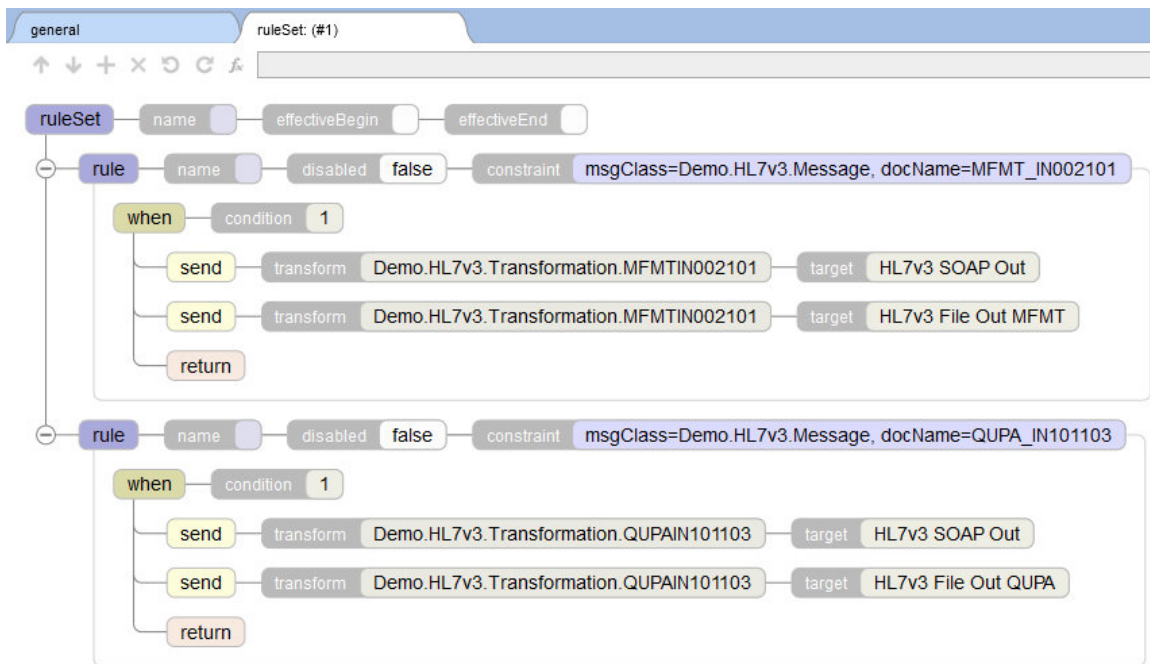 general ruleSet: (#1)
fx
ruleSet name effectiveBegin effectiveEnd
rule name disabled false constraint msgClass=Demo.HL7v3.Message, docName=MFMT_IN002101
when condition 1
send transform Demo.HL7v3.Transformation.MFMTIN002101 target HL7v3 SOAP Out
send transform Demo.HL7v3.Transformation.MFMTIN002101 target HL7v3 File Out MFMT
return
rule name disabled false constraint msgClass=Demo.HL7v3.Message, docName=QUPA_IN101103
when condition 1
send transform Demo.HL7v3.Transformation.QUPAIN101103 target HL7v3 SOAP Out
send transform Demo.HL7v3.Transformation.QUPAIN101103 target HL7v3 File Out QUPA
return